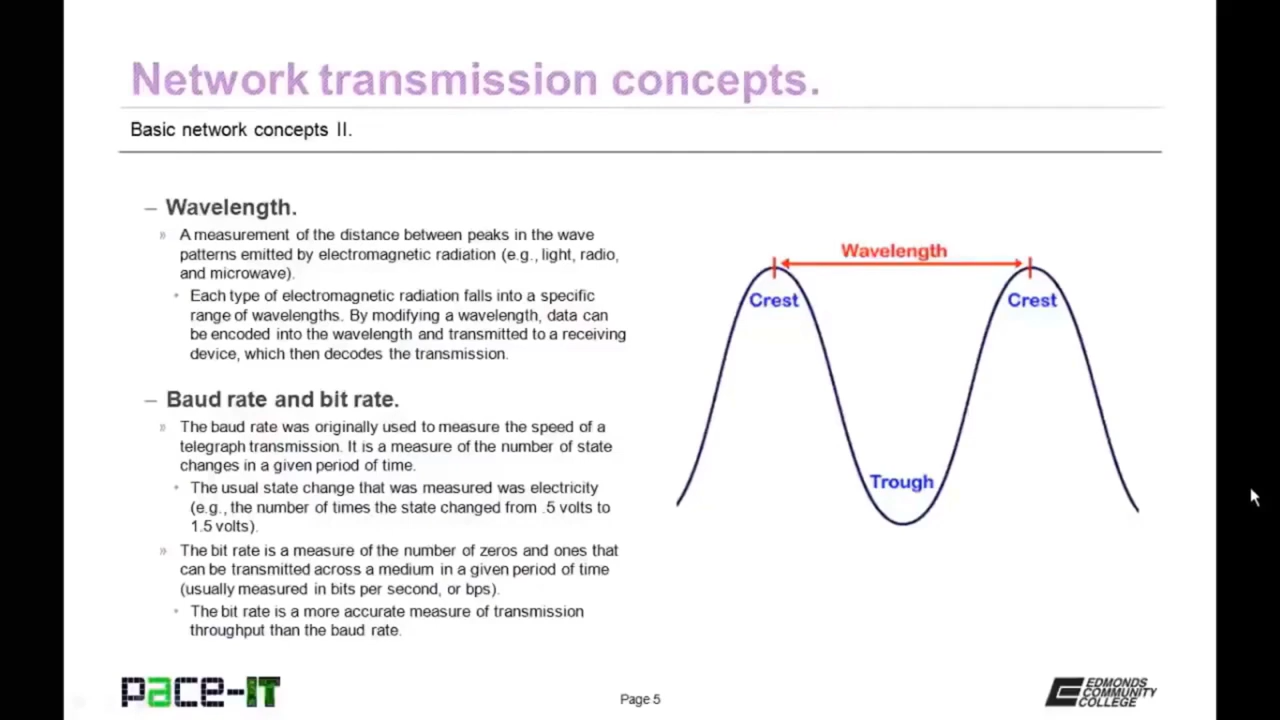 Network transmission concepts.
Basic network concepts II.
– Wavelength.
» A measurement of the distance between peaks in the wave
patterns emitted by electromagnetic radiation (e.g., light, radio,
and microwave).
• Each type of electromagnetic radiation falls into a specific
range of wavelengths. By modifying a wavelength, data can
be encoded into the wavelength and transmitted to a receiving
device, which then decodes the transmission.
– Baud rate and bit rate.
» The baud rate was originally used to measure the speed of a
telegraph transmission. It is a measure of the number of state
changes in a given period of time.
• The usual state change that was measured was electricity
(e.g., the number of times the state changed from .5 volts to
1.5 volts).
» The bit rate is a measure of the number of zeros and ones that
can be transmitted across a medium in a given period of time
(usually measured in bits per second, or bps).
• The bit rate is a more accurate measure of transmission
throughput than the baud rate.
Wavelength
Crest
Crest
Trough
pace-IT
Page 5
EDMONDS
COMMUNITY
COLLEGE